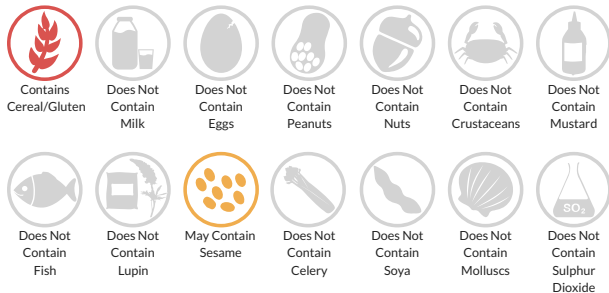 Contains
Cereal/Gluten
Does Not
Contain
Milk
Does Not
Contain
Eggs
Does Not
Contain
Peanuts
Does Not
Contain
Nuts
Does Not
Contain
Crustaceans
Does Not
Contain
Mustard
Does Not
Contain
Fish
Does Not
Contain
Lupin
May Contain
Sesame
Does Not
Contain
Celery
Does Not
Contain
Soya
Does Not
Contain
Molluscs
SO₂
Does Not
Contain
Sulphur
Dioxide